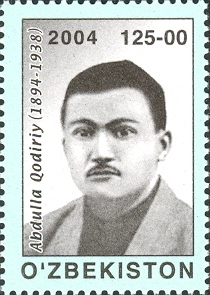 2004 125-00
Abdulla Qodiriy (1894-1938)
O'ZBEKISTON